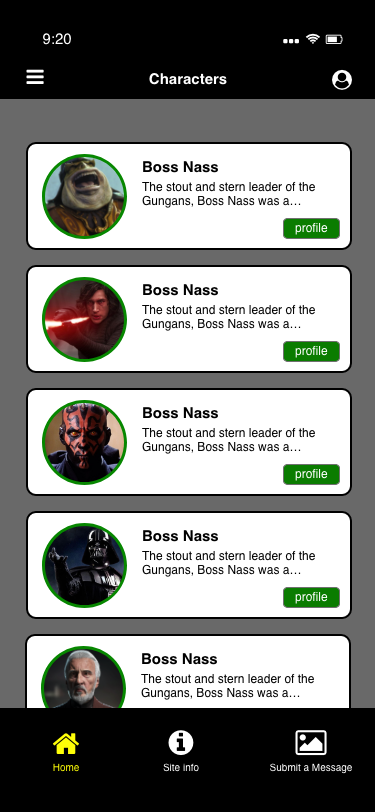 9:20
Characters
Boss Nass
The stout and stern leader of the
Gungans, Boss Nass was a…
profile
Boss Nass
The stout and stern leader of the
Gungans, Boss Nass was a…
profile
Boss Nass
The stout and stern leader of the
Gungans, Boss Nass was a…
profile
Boss Nass
The stout and stern leader of the
Gungans, Boss Nass was a…
profile
Boss Nass
The stout and stern leader of the
Gungans, Boss Nass was a…
Home
Site info
Submit a Message